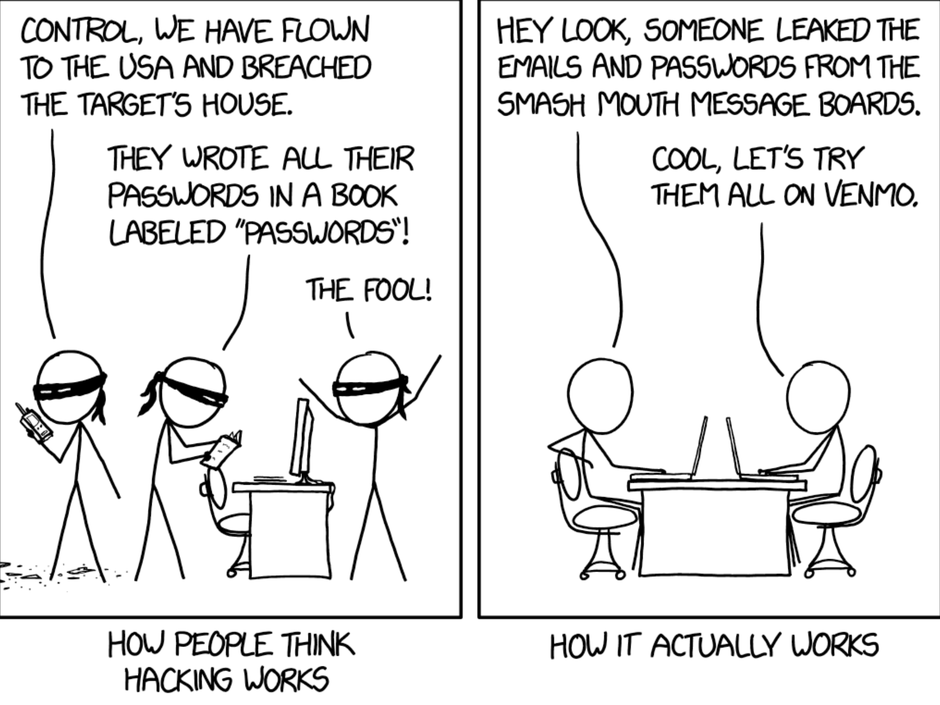 CONTROL, WE HAVE FLOWN
TO THE USA AND BREACHED
THE TARGET'S HOUSE.
THEY WROTE ALL THEIR
PASSWORDS IN A BOOK
LABELED "PASSWORDS"!
THE FOOL!
HOW PEOPLE THINK
HACKING WORKS
HEY LOOK, SOMEONE LEAKED THE
EMAILS AND PASSWORDS FROM THE
SMASH MOUTH MESSAGE BOARDS.
COOL, LET'S TRY
THEM ALL ON VENMO.
HOW IT ACTUALLY WORKS